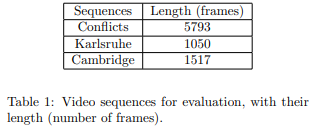 Sequences Length (frames)
Conflicts 5793
Karlsruhe 1050
Cambridge 1517
Table 1: Video sequences for evaluation, with their
length (number of frames).